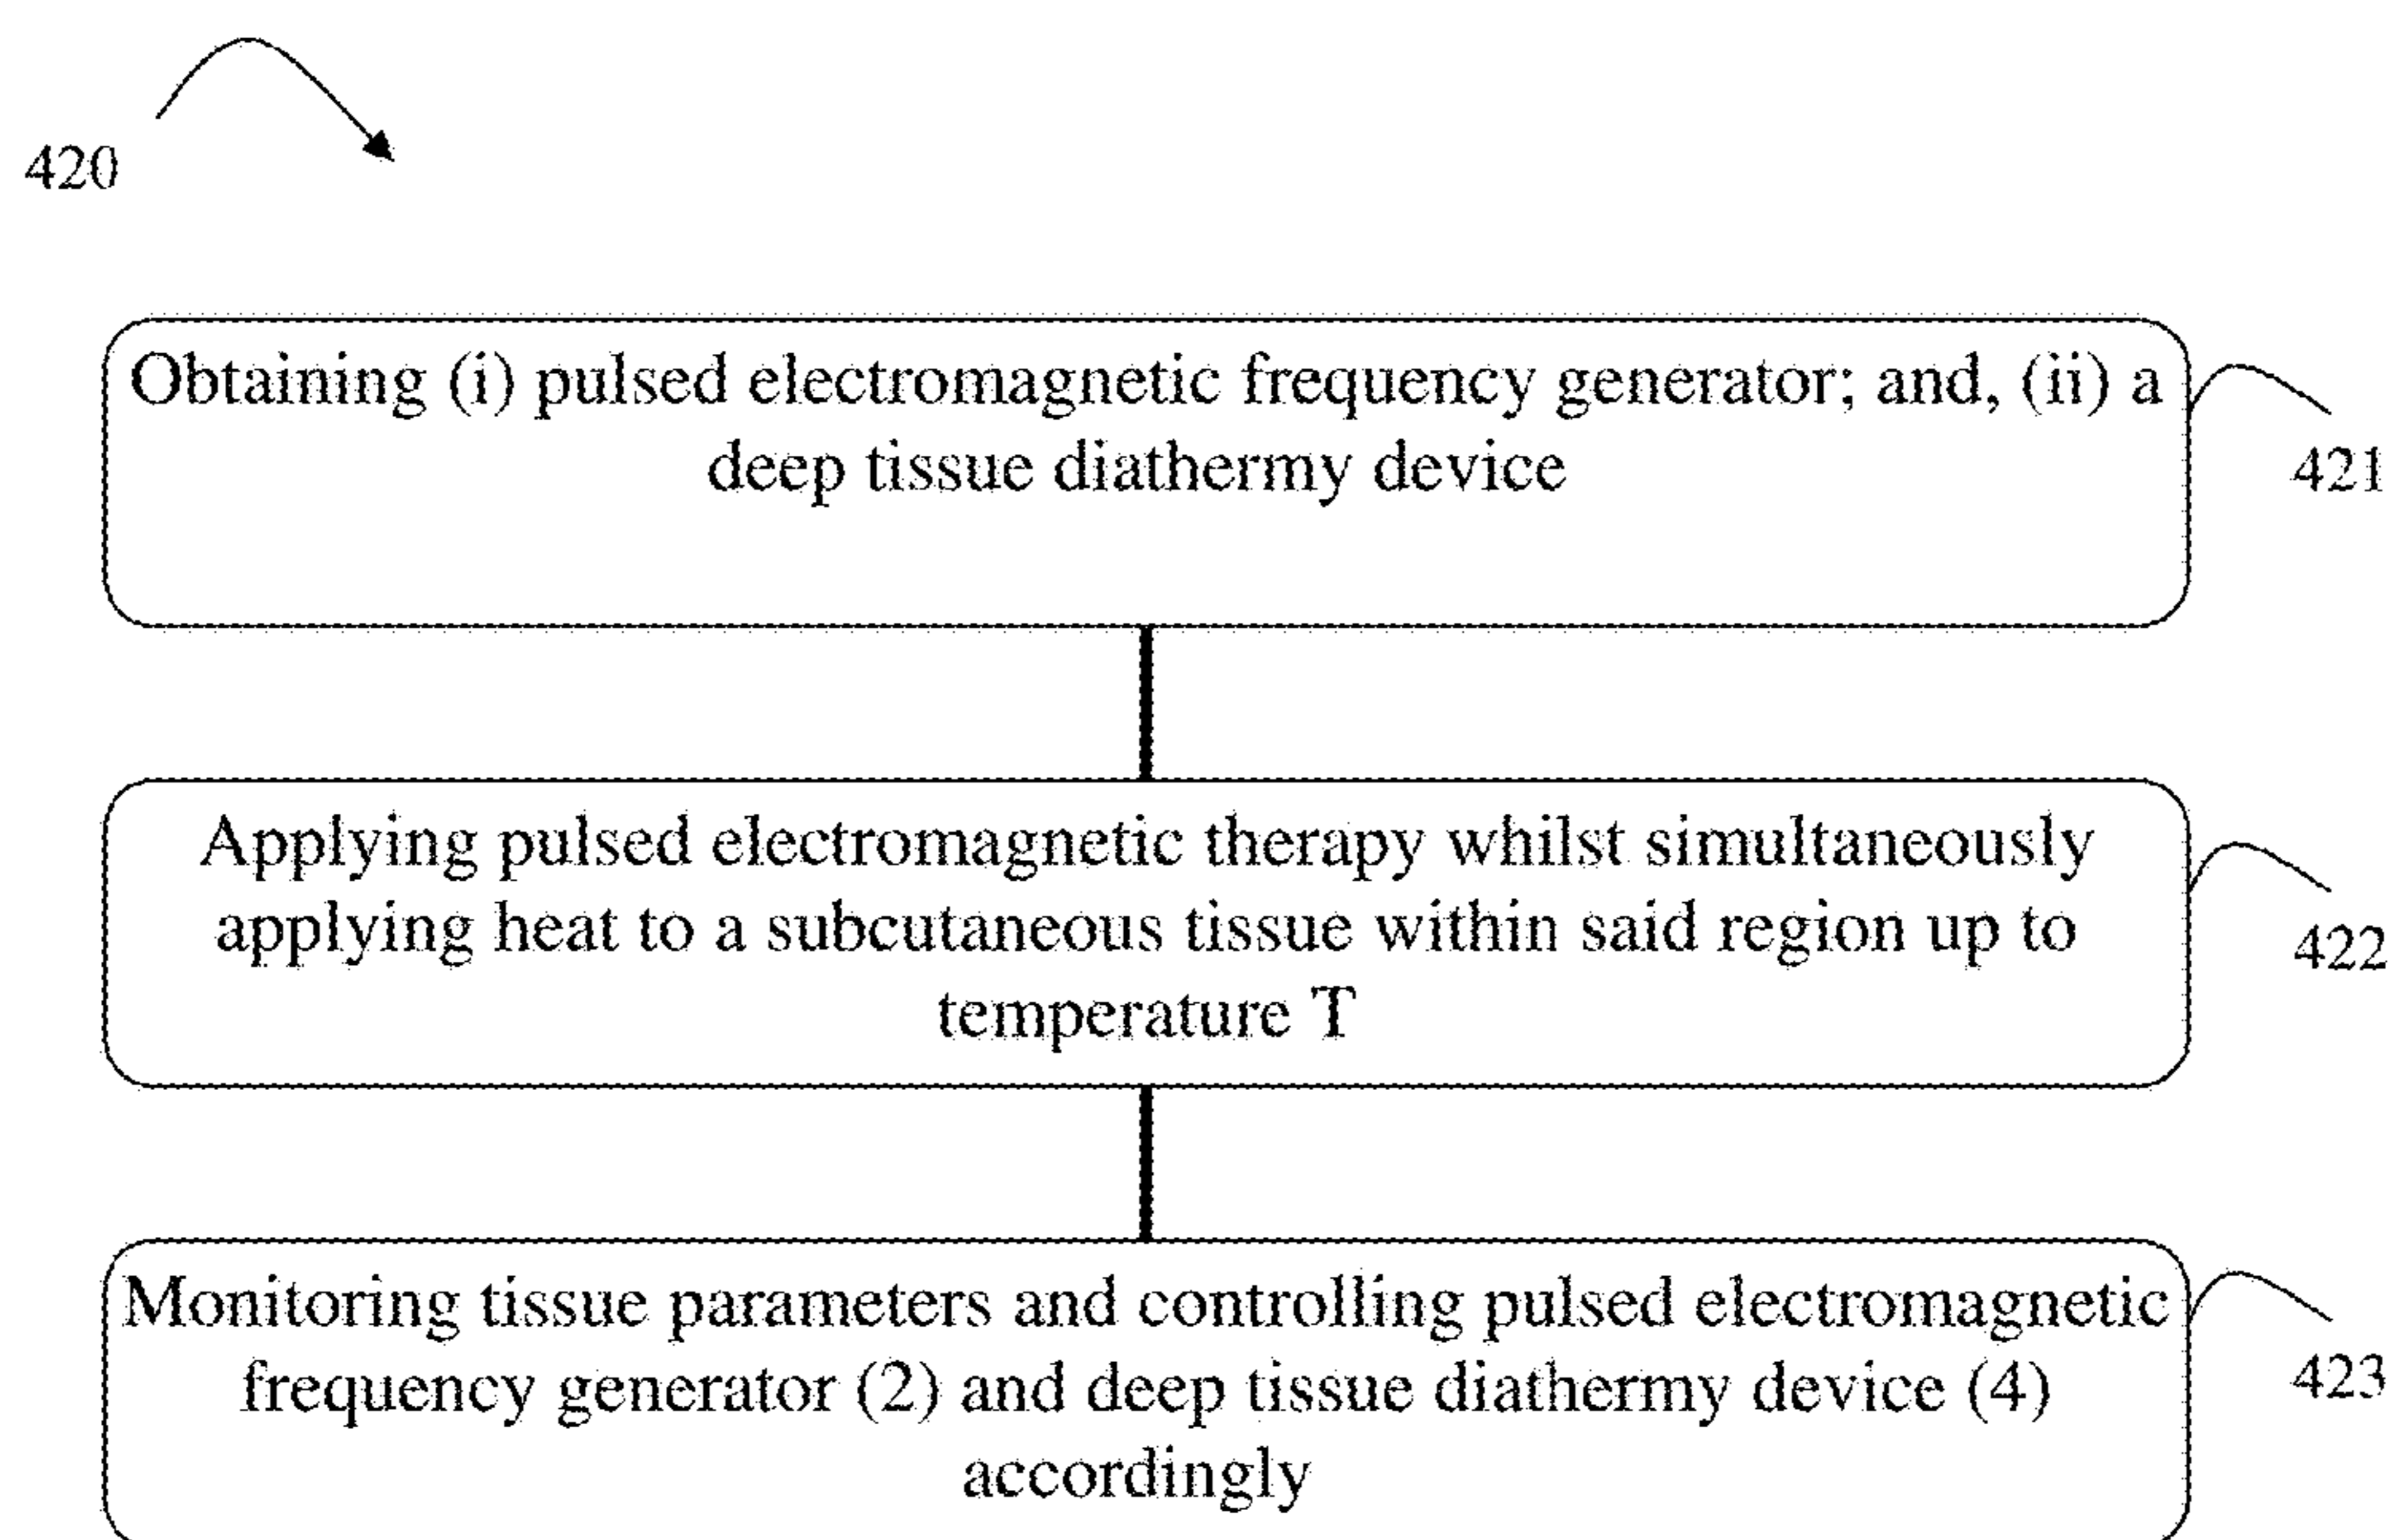 420
Obtaining (i) pulsed electromagnetic frequency generator; and, (ii) a
deep tissue diathermy device
421
Applying pulsed electromagnetic therapy whilst simultaneously
applying heat to a subcutaneous tissue within said region up to
temperature T
422
Monitoring tissue parameters and controlling pulsed electromagnetic
frequency generator (2) and deep tissue diathermy device (4)
accordingly
423